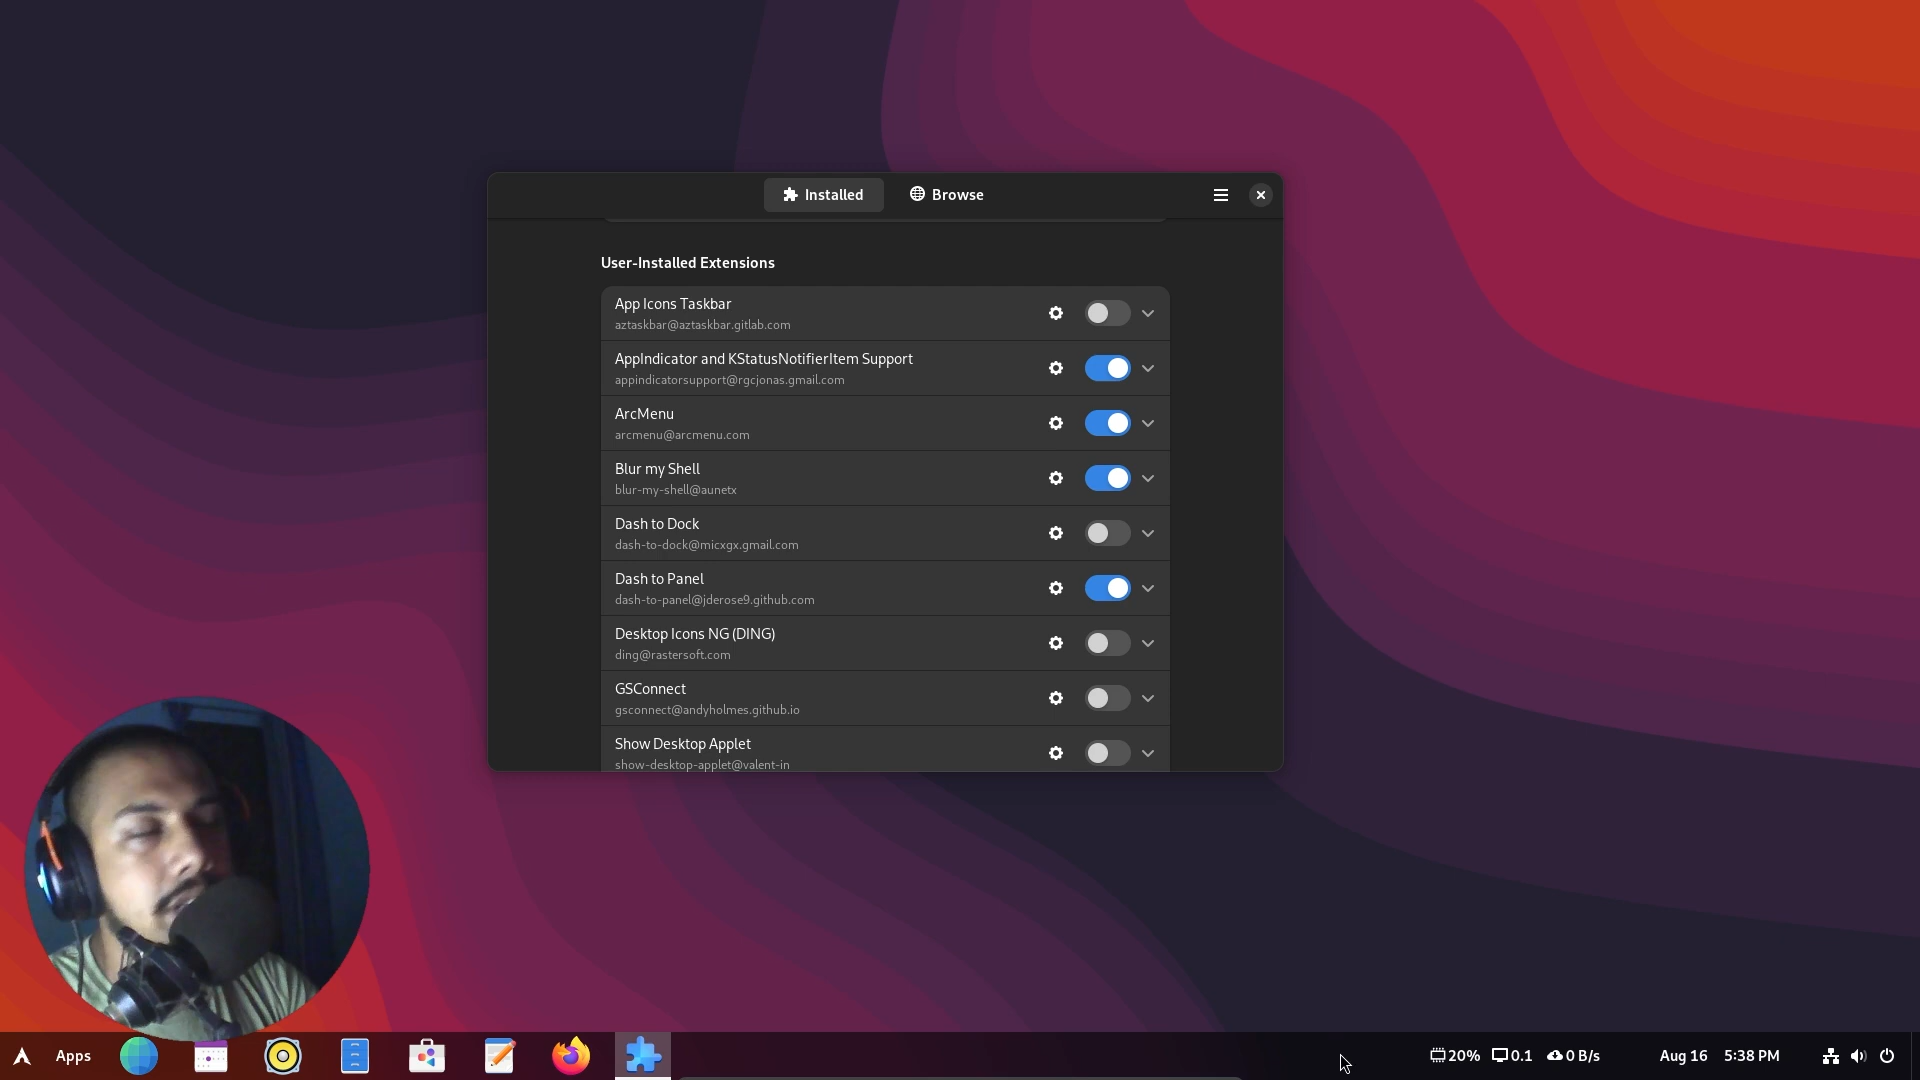 Installed
Browse
User-Installed Extensions
App Icons Taskbar
aztaskbar@aztaskbar.gitlab.com
AppIndicator and KStatusNotifierItem Support
appindicatorsupport@rgcjonas.gmail.com
ArcMenu
arcmenu@arcmenu.com
Blur my Shell
blur-my-shell@aunetx
Dash to Dock
dash-to-dock@micxgx.gmail.com
Dash to Panel
dash-to-panel@jderose9.github.com
Desktop Icons NG (DING)
ding@rastersoft.com
GSConnect
gsconnect@andyholmes.github.io
Show Desktop Applet
show-desktop-applet@valent-in
Apps 20% 0.1 0 B/s Aug 16 5:38 PM